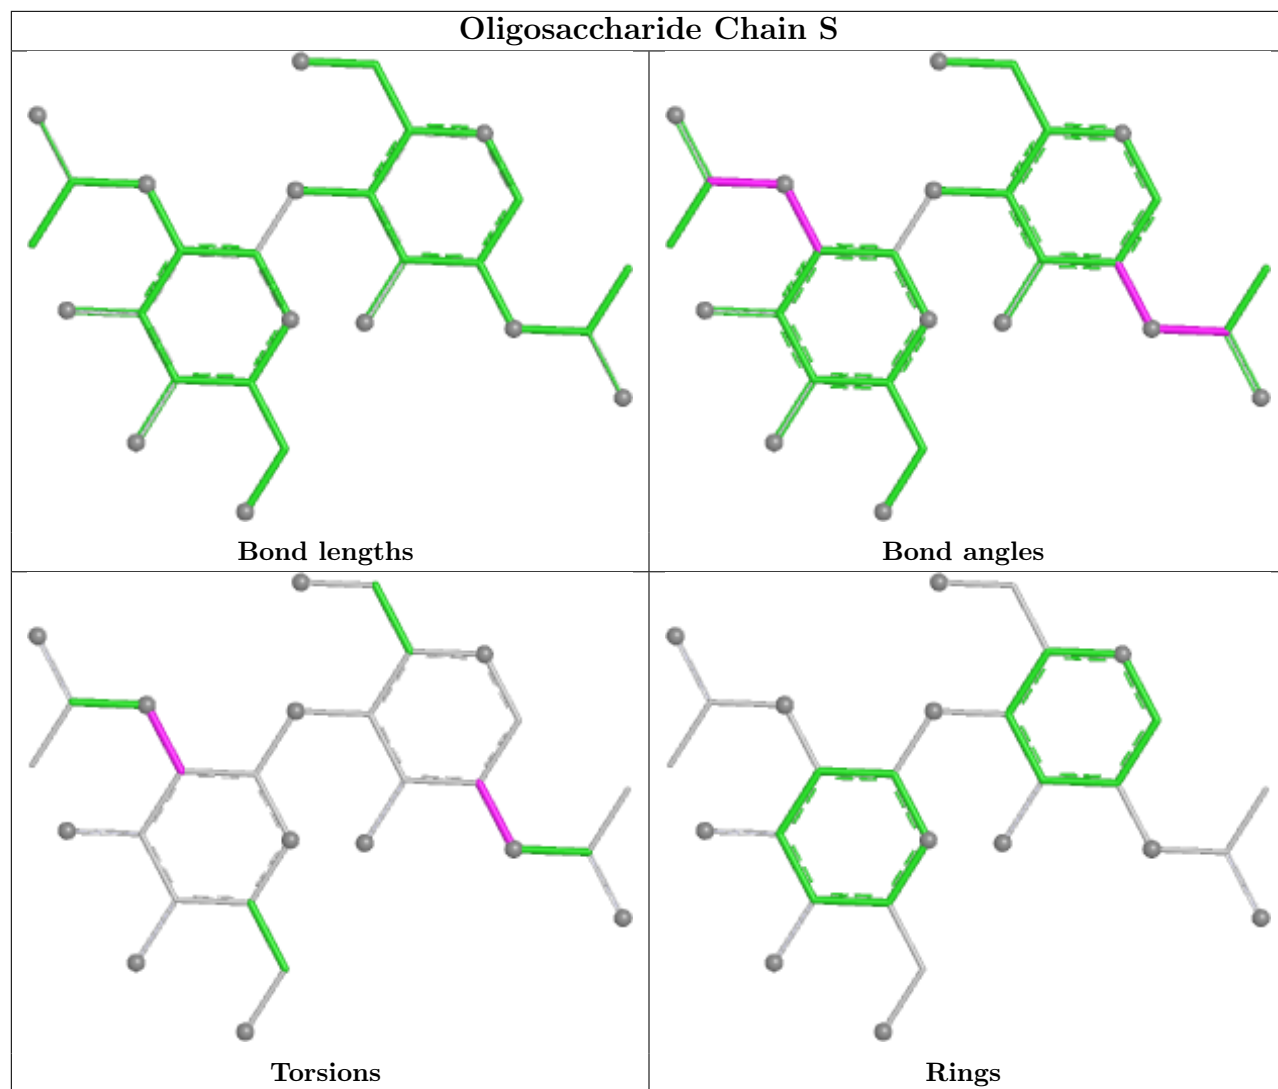 Oligosaccharide Chain S
Bond lengths
Bond angles
Torsions
Rings